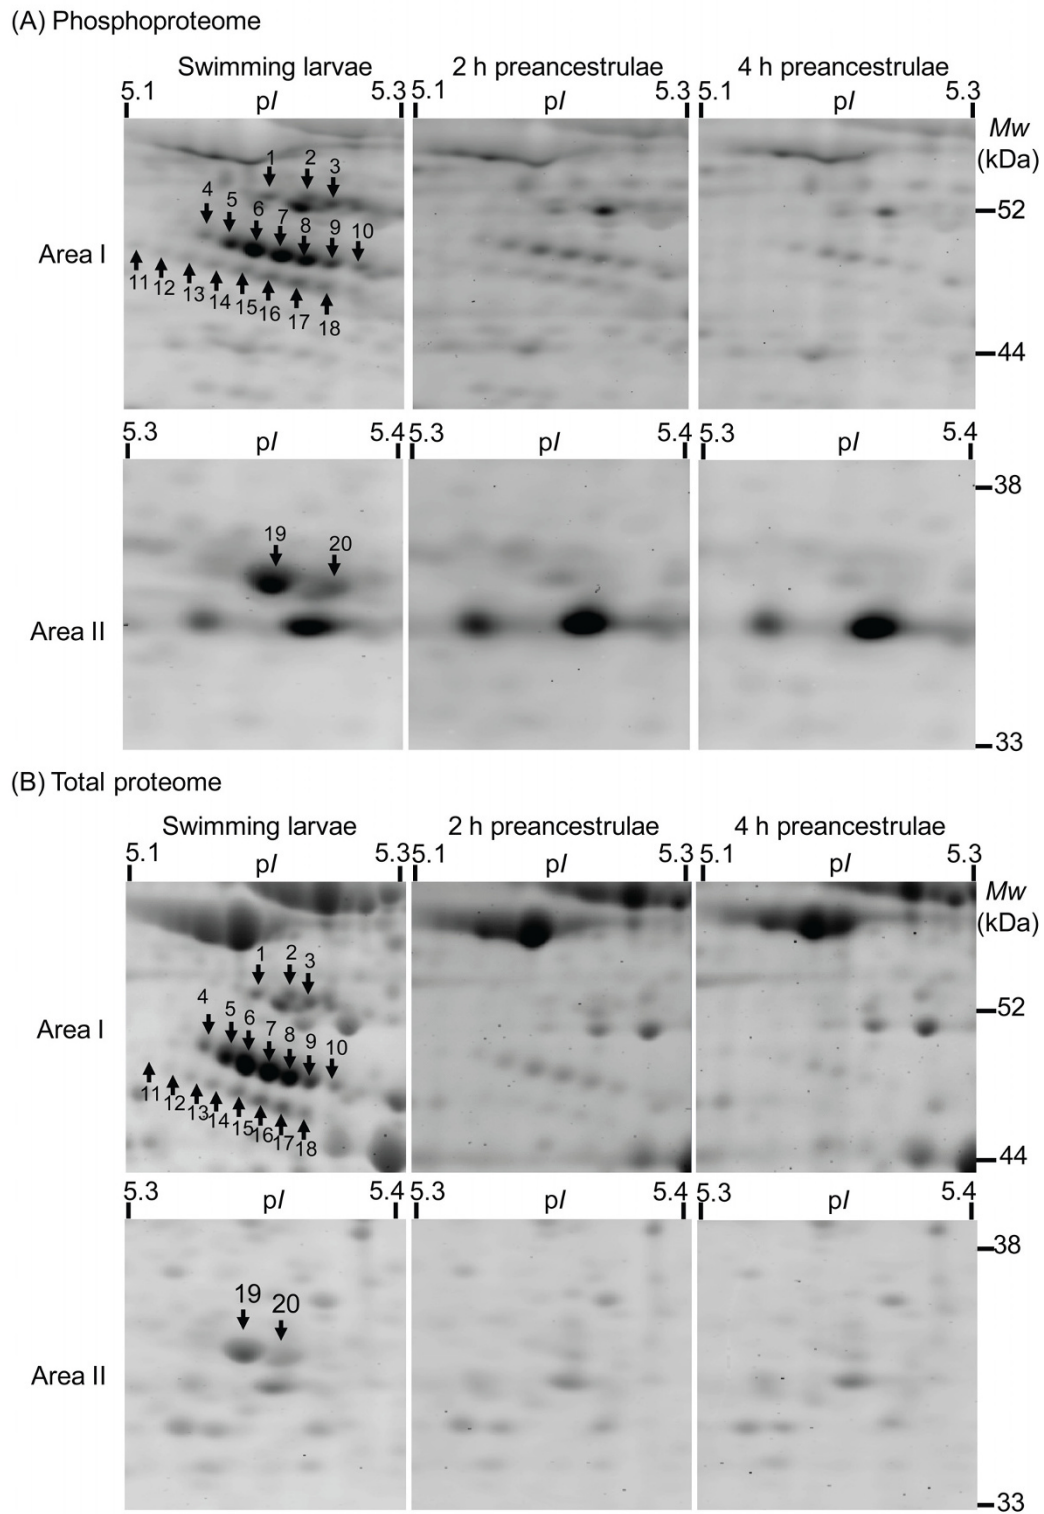 (A) Phosphoproteome
Swimming larvae 2 h preancestrulae 4 h preancestrulae
5.1 pI 5.3 5.1 pI 5.3 5.1 pI 5.3
Mw
(kDa)
1 2 3
4 5 6 7 8 9 10
52
Area I
11 12 13 14 15 16 17 18
44
5.3 pI 5.4 5.3 pI 5.4 5.3 pI 5.4
38
19 20
Area II
33
(B) Total proteome
Swimming larvae 2 h preancestrulae 4 h preancestrulae
5.1 pI 5.3 5.1 pI 5.3 5.1 pI 5.3
Mw
(kDa)
1 2 3
4 5 6 7 8 9 10
52
Area I
11 12 13 14 15 16 17 18
44
5.3 pI 5.4 5.3 pI 5.4 5.3 pI 5.4
38
19 20
Area II
33